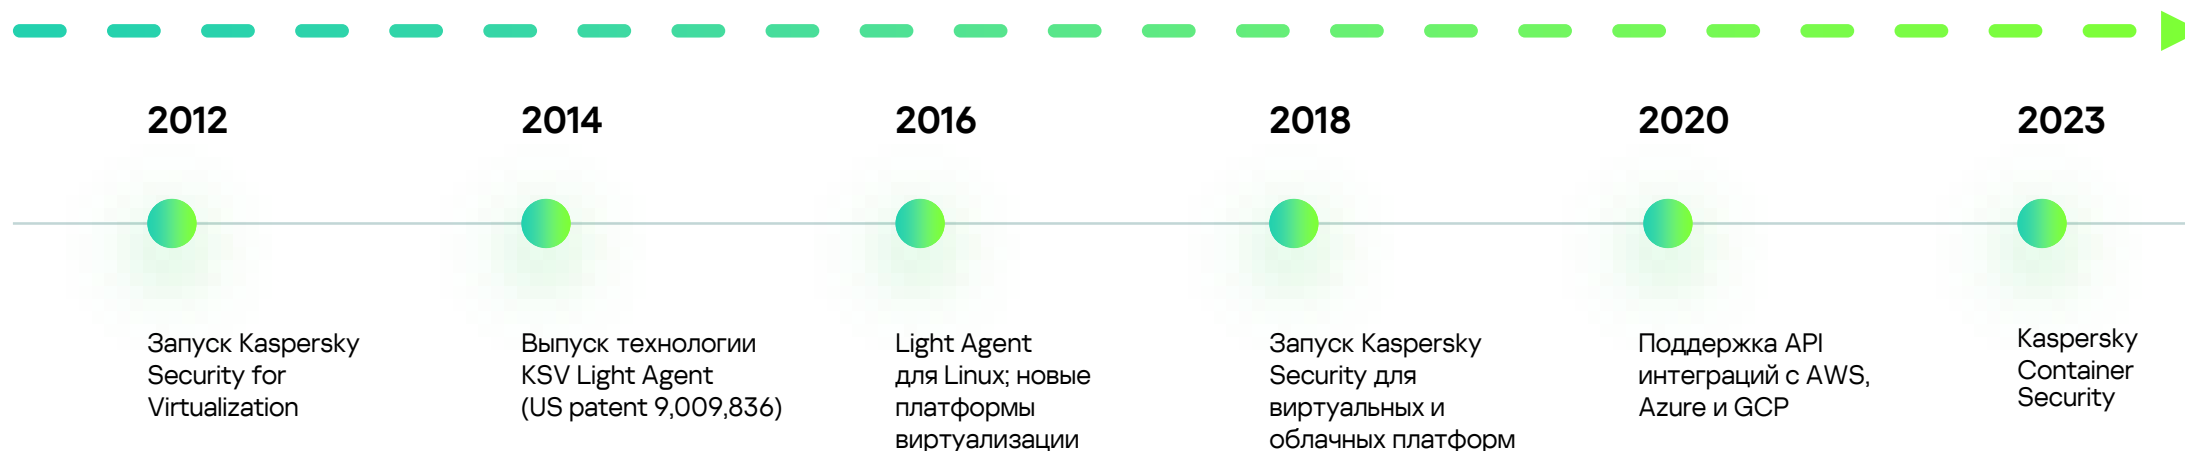 2012
2014
2016
2018
2020
2023
Запуск Kaspersky
Security for
Virtualization
Выпуск технологии
KSV Light Agent
(US patent 9,009,836)
Light Agent
для Linux; новые
платформы
виртуализации
Запуск Kaspersky
Security для
виртуальных и
облачных платформ
Поддержка API
интеграций с AWS,
Azure и GCP
Kaspersky
Container
Security